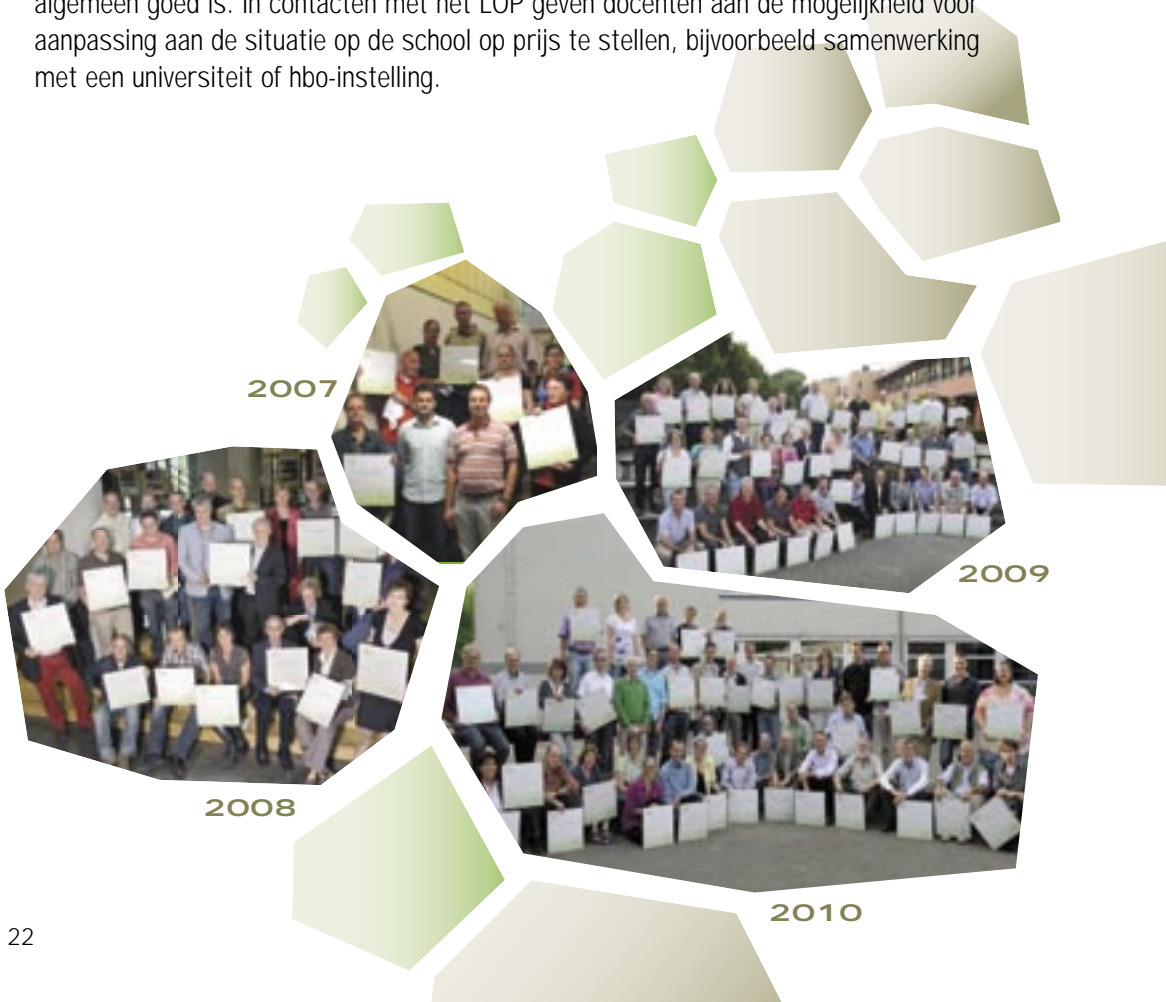 algemeen goed is. In contacten met het LOP geven docenten aan de mogelijkheid voor
aanpassing aan de situatie op de school op prijs te stellen, bijvoorbeeld samenwerking
met een universiteit of hbo-instelling.
2007
2009
2008
2010
22